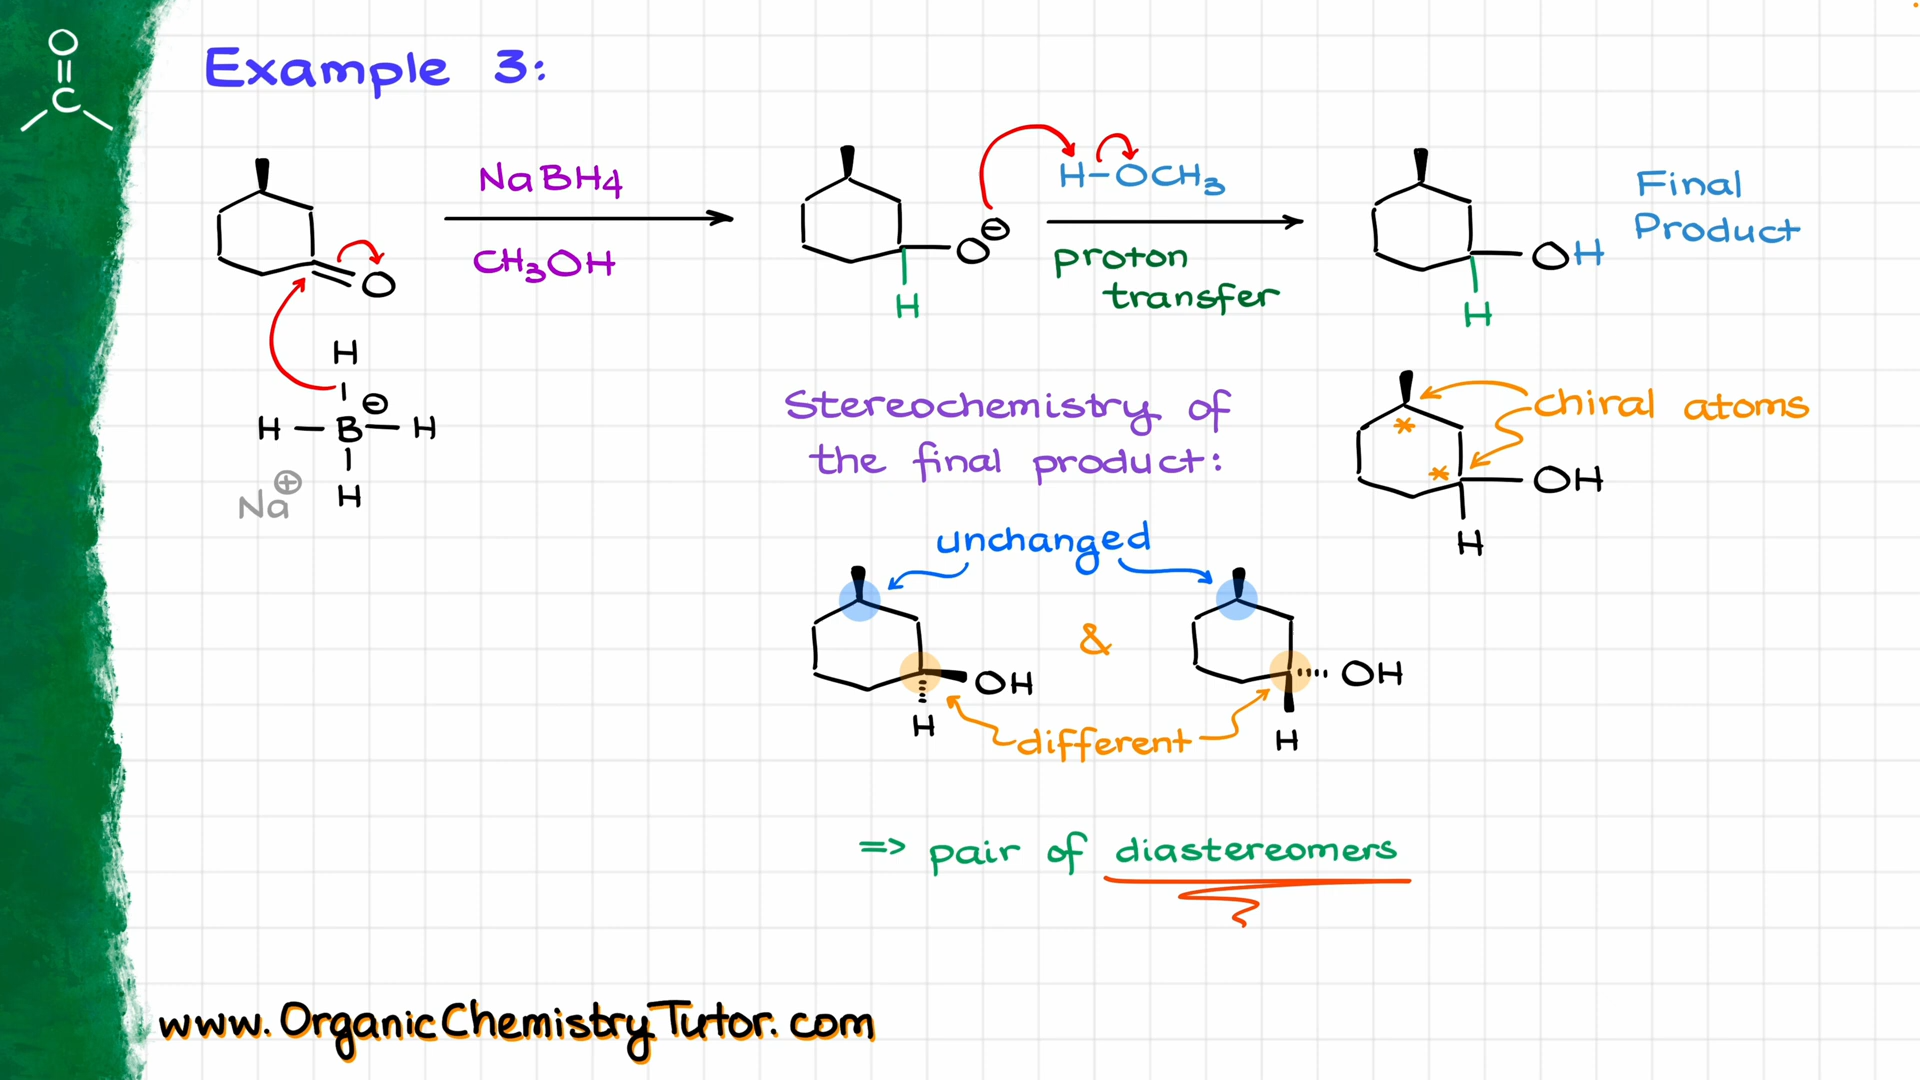 O
C
Example 3:
NaBH4
CH3OH
O
H
H
B
⊖
H
H
Na
⊕
H
O
⊖
H
H-OCH3
proton
transfer
OH
H
Final
Product
Stereochemistry of
the final product:
chiral atoms
*
*
OH
H
unchanged
&
OH
H
OH
H
different
=> pair of diastereomers
www.OrganicChemistryTutor.com